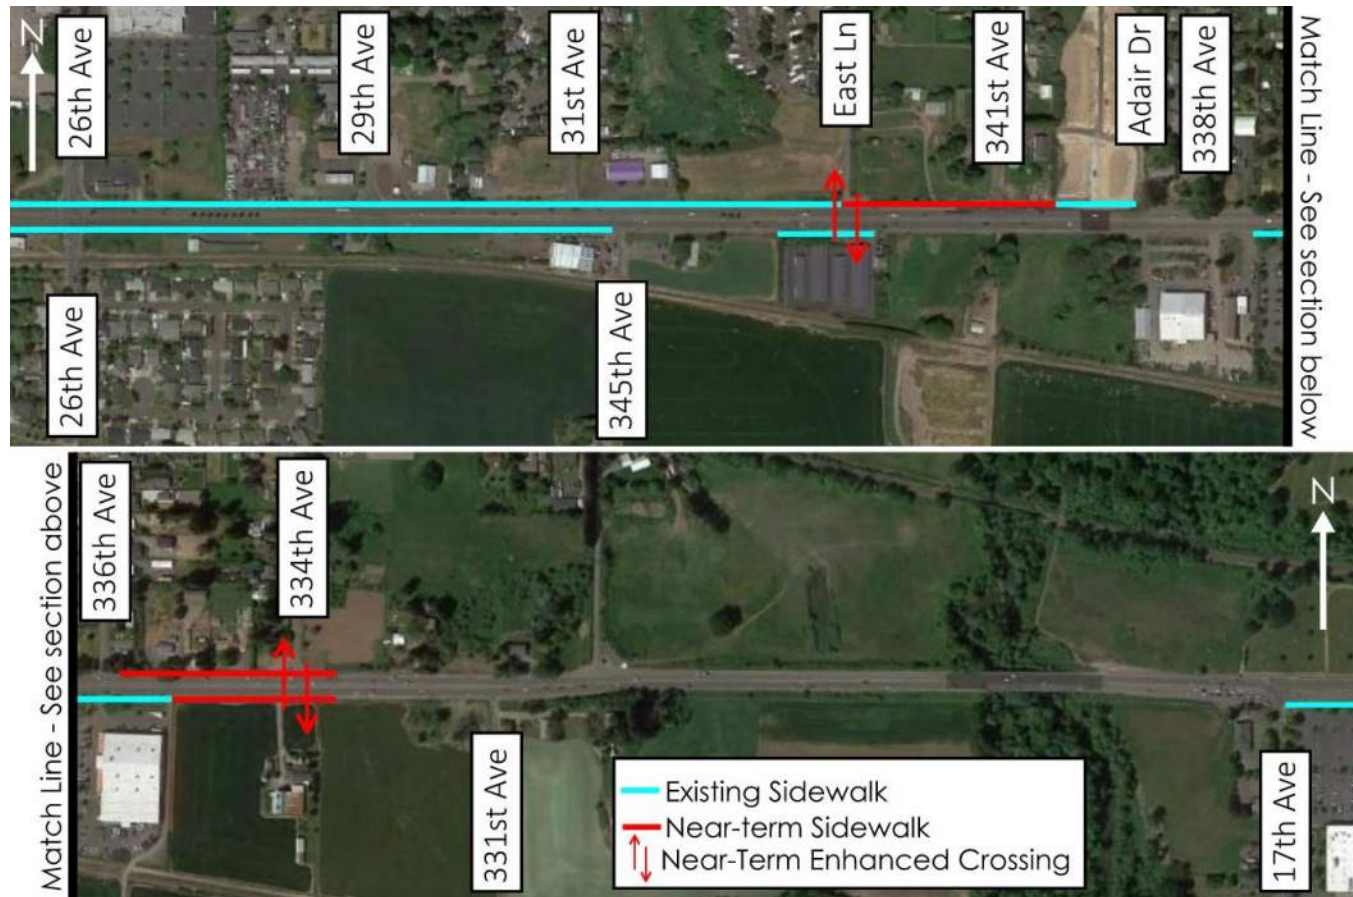 N
26th Ave
29th Ave
31st Ave
East Ln
341st Ave
Adair Dr
338th Ave
Match Line - See section below
26th Ave
345th Ave
Match Line - See section above
336th Ave
334th Ave
N
331st Ave
17th Ave
Existing Sidewalk
Near-term Sidewalk
Near-Term Enhanced Crossing